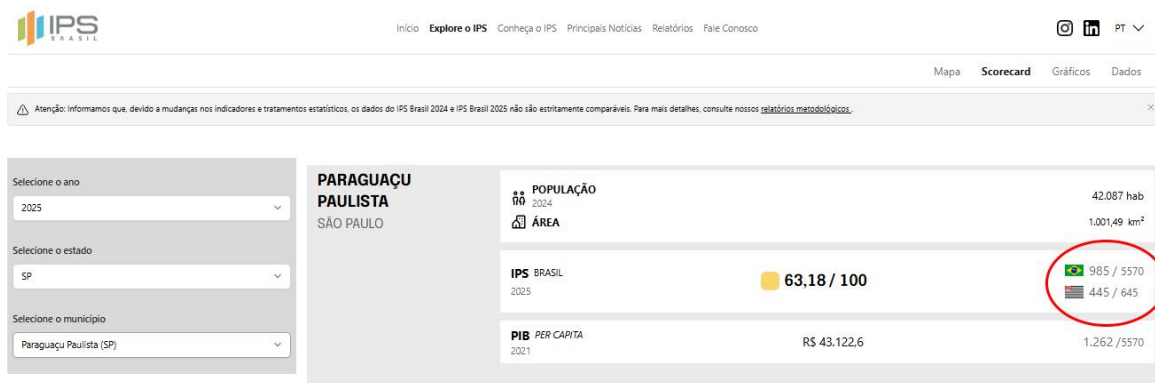 IPS
BRASIL
Início Explore o IPS Conheça o IPS Principais Notícias Relatórios Fale Conosco
PT
Mapa Scorecard Gráficos Dados
Atenção: Informamos que, devido a mudanças nos indicadores e tratamentos estatísticos, os dados do IPS Brasil 2024 e IPS Brasil 2025 não são estritamente comparáveis. Para mais detalhes, consulte nossos relatórios metodológicos.
Selecione o ano
2025
Selecione o estado
SP
Selecione o município
Paraguaçu Paulista (SP)
PARAGUAÇU
PAULISTA
SÃO PAULO
POPULAÇÃO
2024
42.087 hab
ÁREA
1.001,49 km²
IPS BRASIL
2025
63,18 / 100
985 / 5570
445 / 645
PIB PER CAPITA
2021
R$ 43.122,6
1.262 /5570